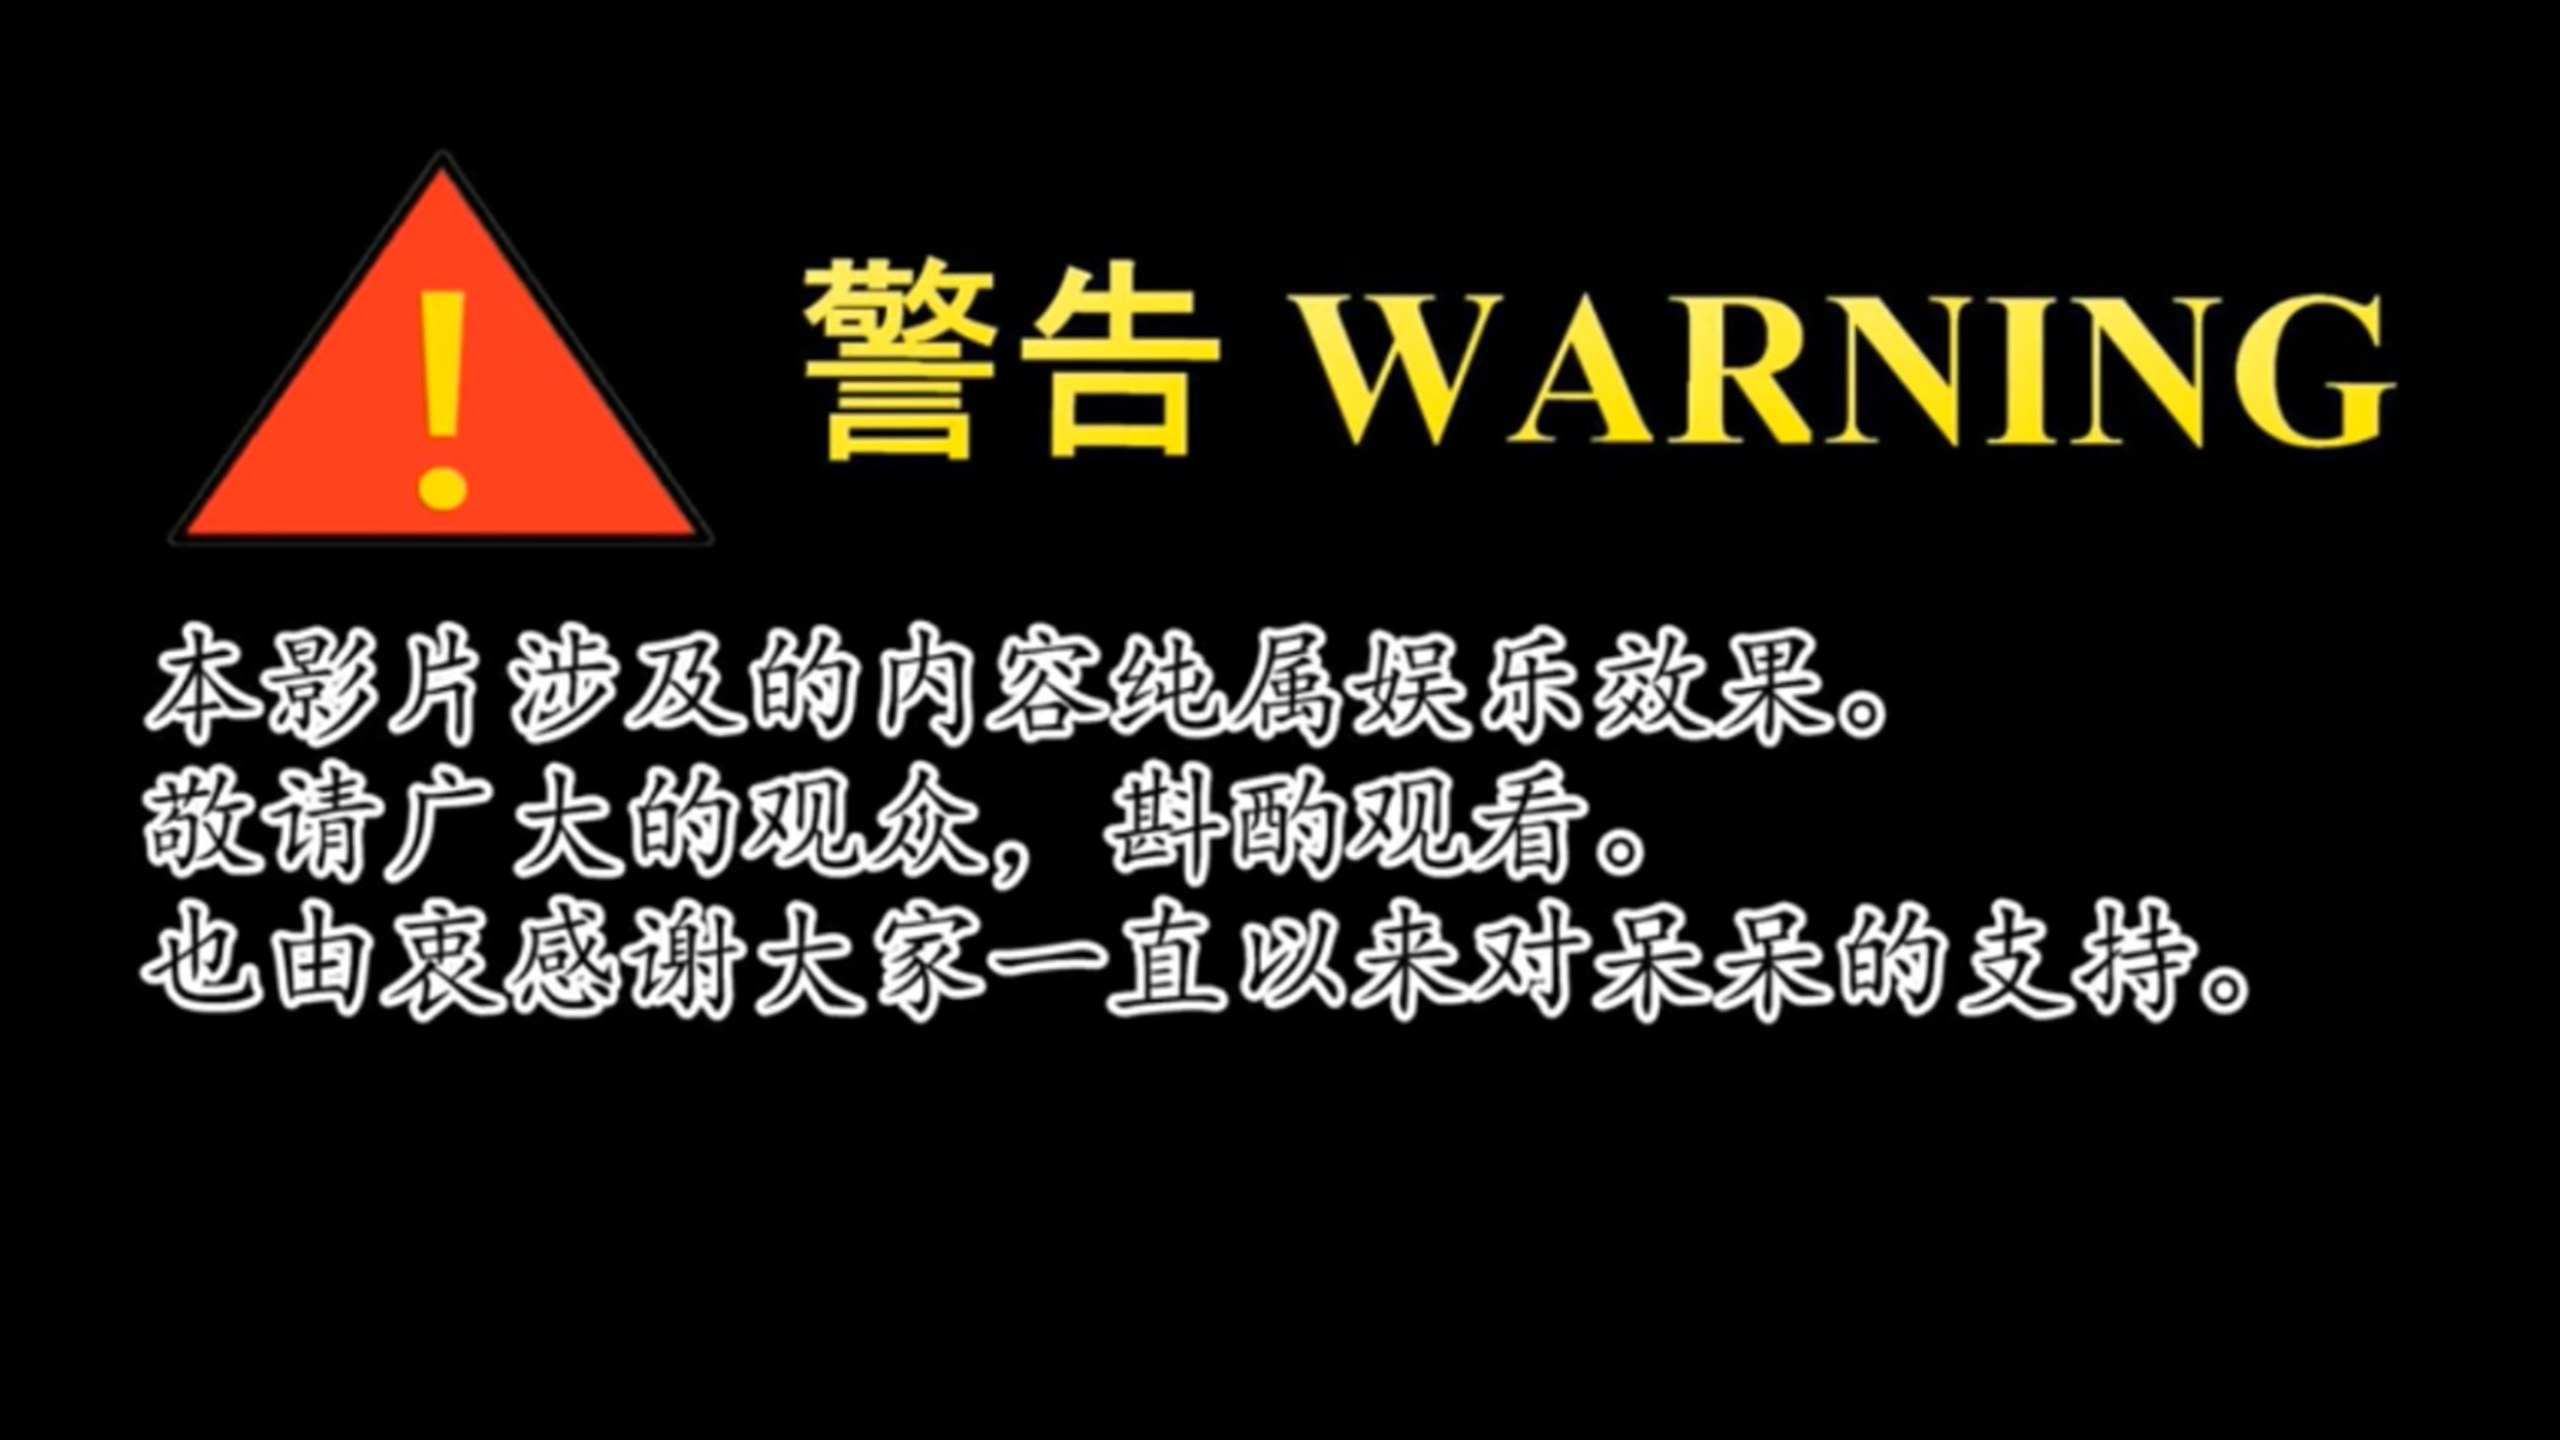 警告 WARNING
本影片涉及的内容纯属娱乐效果。
敬请广大的观众，斟酌观看。
也由衷感谢大家一直以来对呆呆的支持。